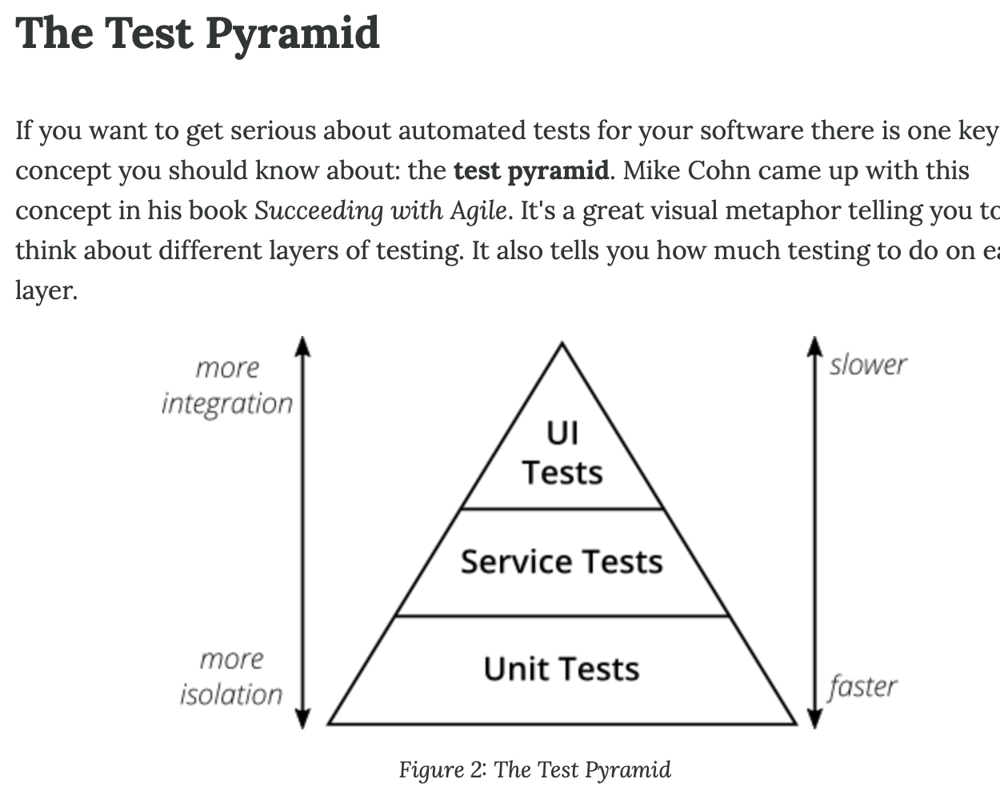 The Test Pyramid
If you want to get serious about automated tests for your software there is one key
concept you should know about: the test pyramid. Mike Cohn came up with this
concept in his book Succeeding with Agile. It's a great visual metaphor telling you to
think about different layers of testing. It also tells you how much testing to do on
layer.
more
integration
slower
UI
Tests
Service Tests
more
isolation
Unit Tests
faster
Figure 2: The Test Pyramid